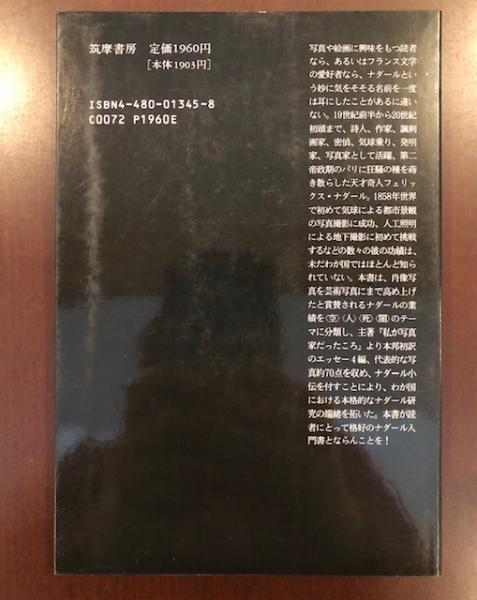 筑摩書房　定価1960円
［本体1903円］
ISBN4-480-01345-8
C0072 P1960E
写真や絵画に興味をもつ読者
なら、あるいはフランス文学
の愛好者なら、ナダールとい
う妙に気をそそる名前を一度
は耳にしたことがあるに違い
ない。19世紀前半から20世紀
初頭まで、詩人、作家、諷刺
画家、密偵、気球乗り、発明
家、写真家として活躍、第二
帝政期のパリに狂騒の種を蒔
き散らした天才奇人フェリッ
クス・ナダール。1858年世界
で初めて気球による都市景観
の写真撮影に成功、人工照明
による地下撮影に初めて挑戦
するなどの数々の彼の功績は、
未だわが国ではほとんど知ら
れていない。本書は、肖像写
真を芸術写真にまで高め上げ
たと賞賛されるナダールの業
績を〈空〉〈人〉〈死〉〈闇〉のテー
マに分類し、主著『私が写真
家だったころ』より本邦初訳
のエッセー4編、代表的な写
真約70点を収め、ナダール小
伝を付すことにより、わが国
における本格的なナダール研
究の端緒を拓いた。本書が読
者にとって格好のナダール入
門書とならんことを！